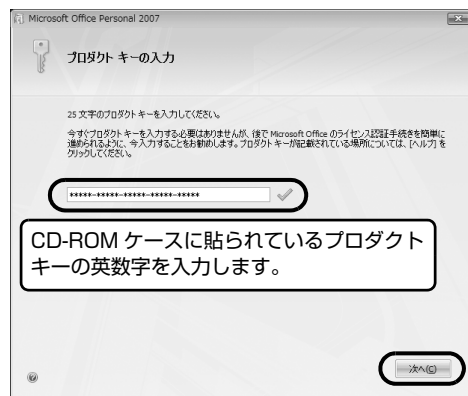 Microsoft Office Personal 2007
プロダクト キーの入力
25 文字のプロダクト キーを入力してください。
今すぐプロダクト キーを入力する必要はありませんが、後で Microsoft Office のライセンス認証手続きを簡単に
進められるように、今入力することをお勧めします。プロダクト キーが記載されている場所については、[ヘルプ] を
クリックしてください。
*****-*****-*****-*****-*****
CD-ROM ケースに貼られているプロダクト
キーの英数字を入力します。
次へ(C)